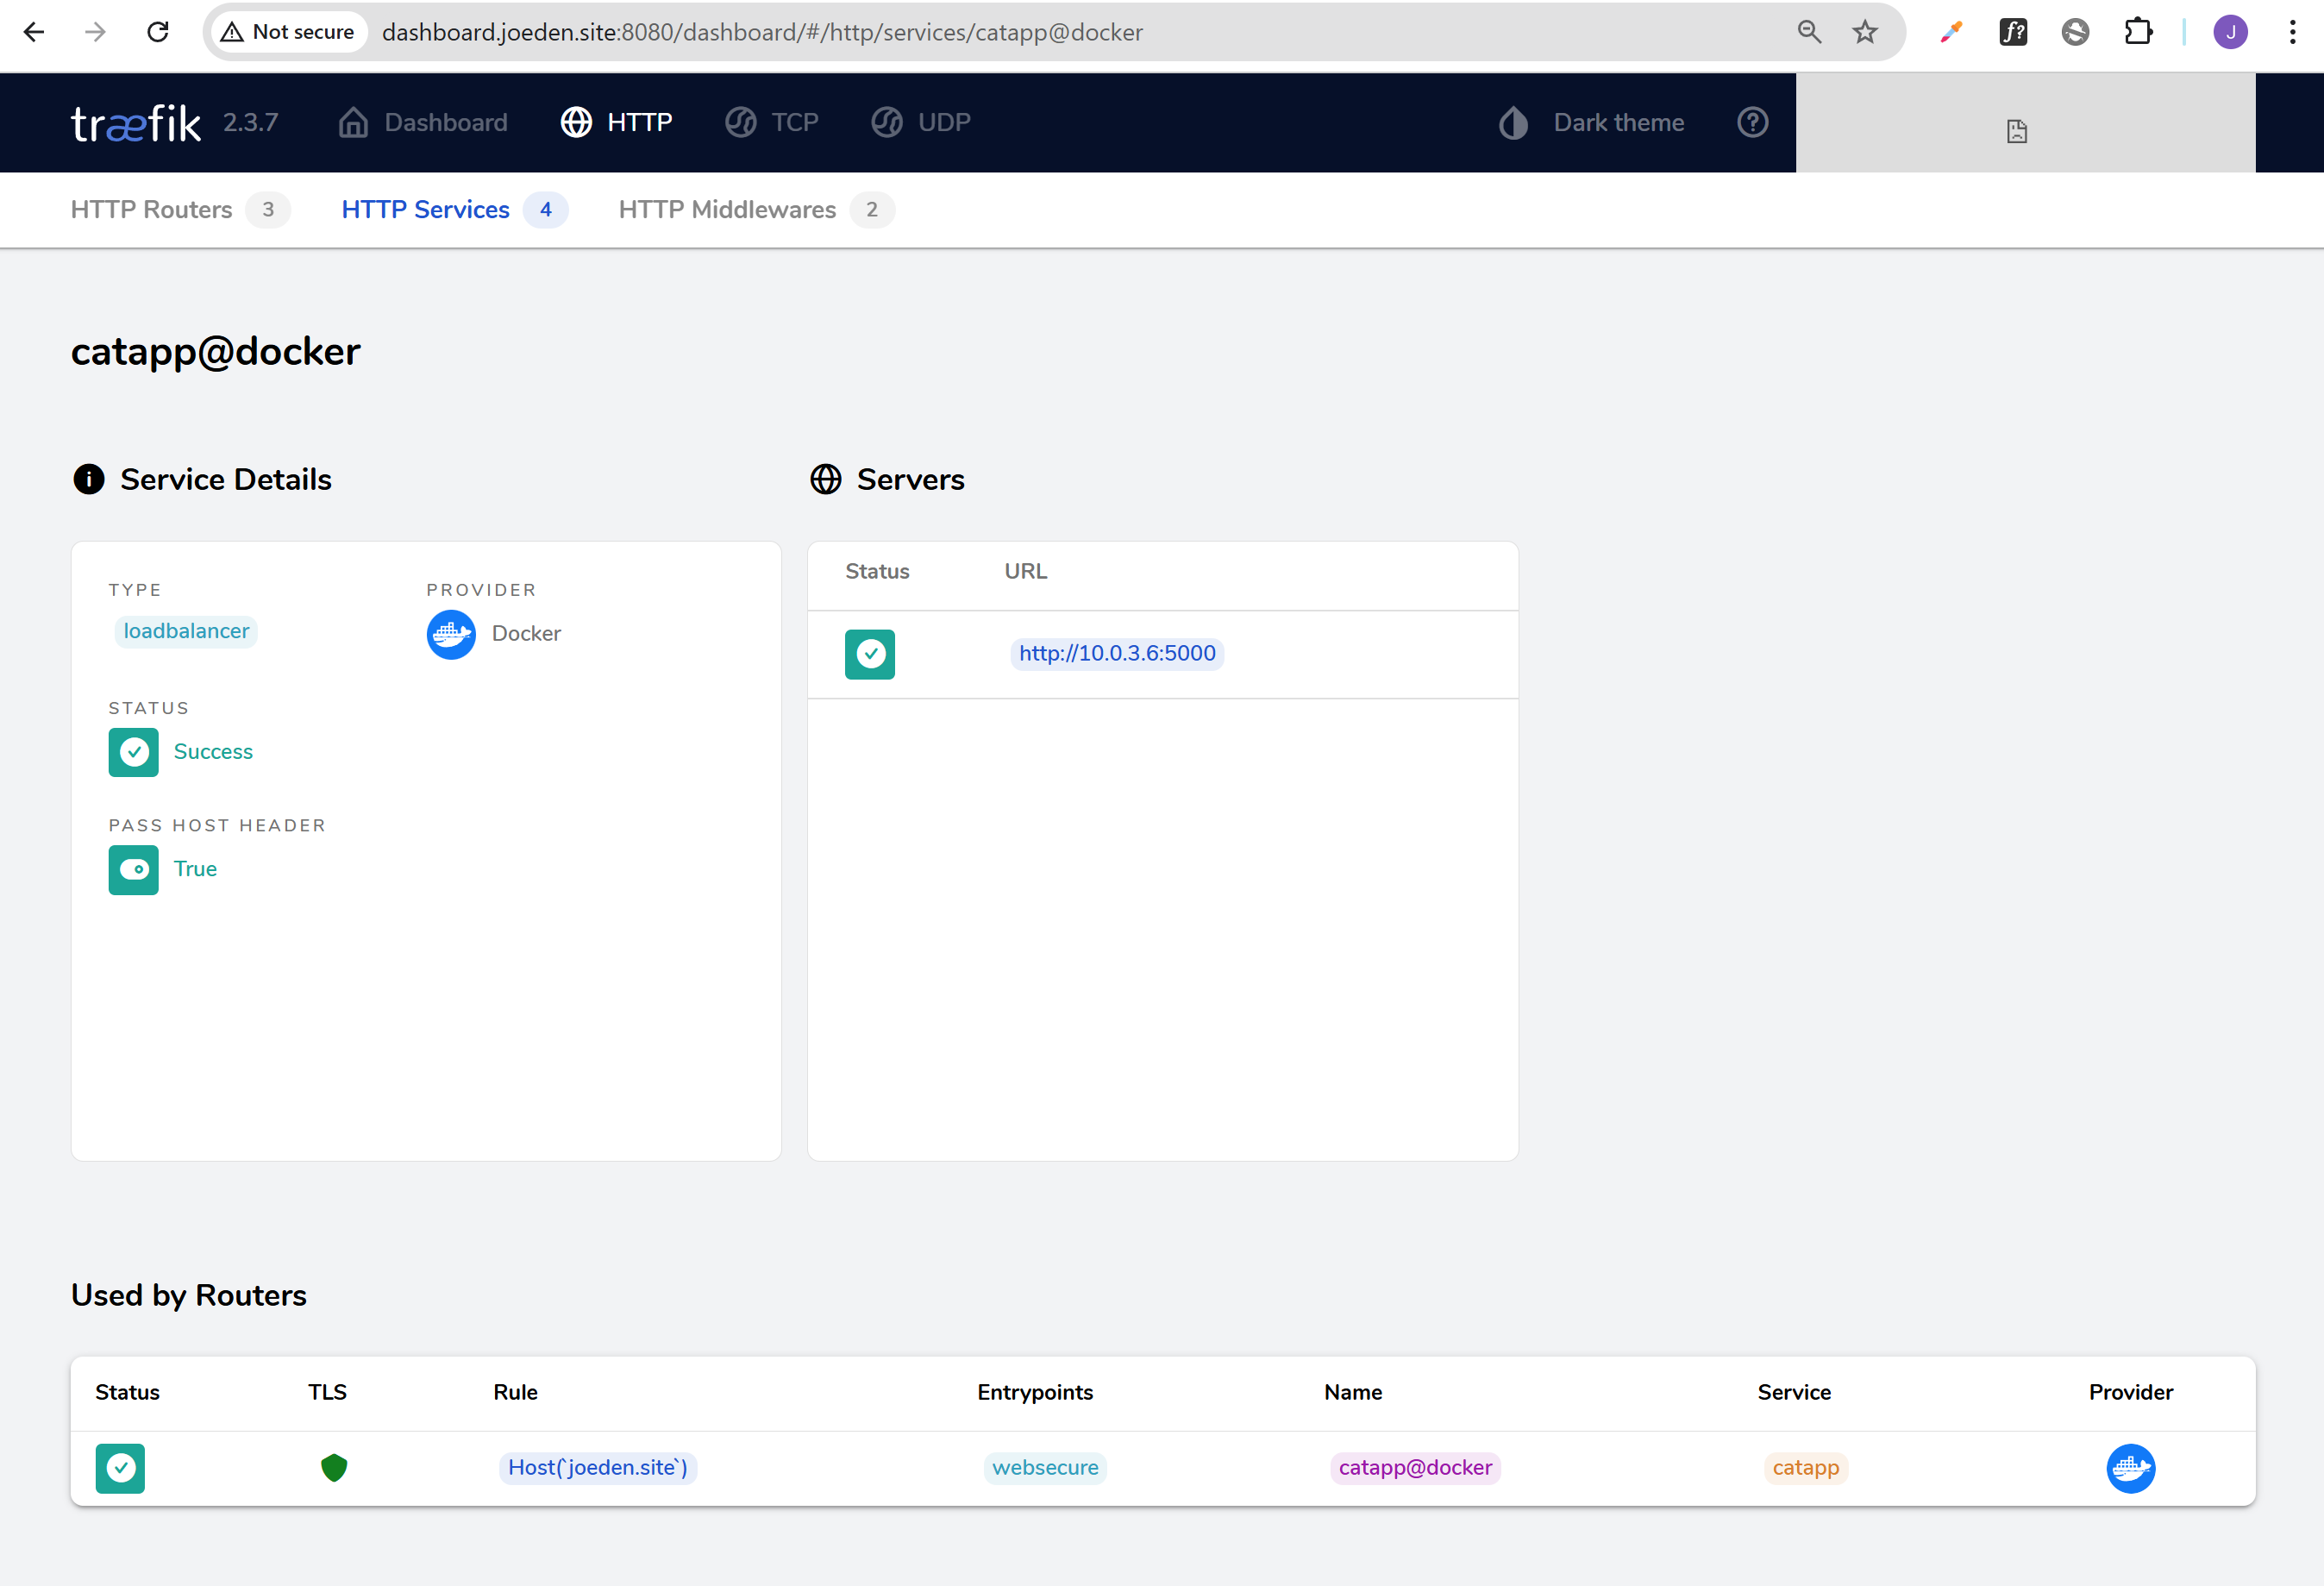 Not secure dashboard.joeden.site:8080/dashboard/#/http/services/catapp@docker f? J
træfik 2.3.7 Dashboard HTTP TCP UDP Dark theme ?
HTTP Routers 3 HTTP Services 4 HTTP Middlewares 2
catapp@docker
i Service Details
TYPE PROVIDER
loadbalancer Docker
STATUS
Success
PASS HOST HEADER
True
Servers
Status URL
http://10.0.3.6:5000
Used by Routers
Status TLS Rule Entrypoints Name Service Provider
Host(`joeden.site`) websecure catapp@docker catapp